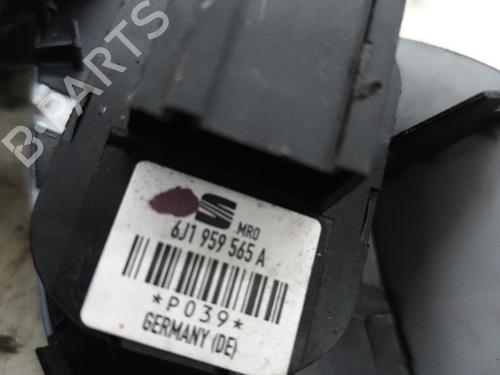 B-PARTS
MRO
6J1 959 565 A
*P039*
GERMANY (DE)